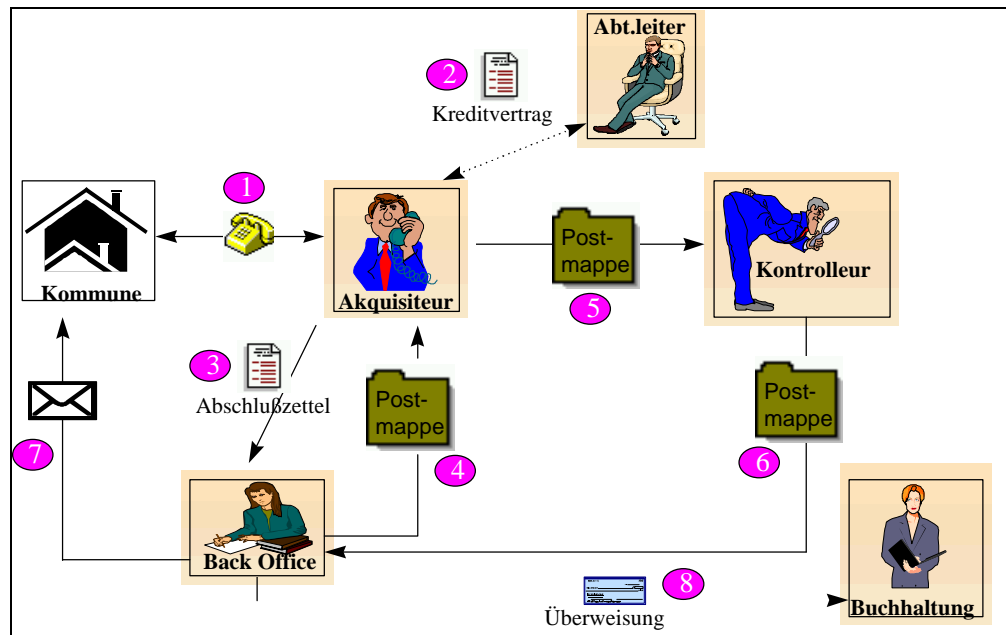 Abt.leiter
2
Kreditvertrag
1
Kommune
Akquisiteur
Post-
mappe
5
Kontrolleur
3
Abschlußzettel
Post-
mappe
4
Post-
mappe
6
7
Back Office
8
Überweisung
Buchhaltung